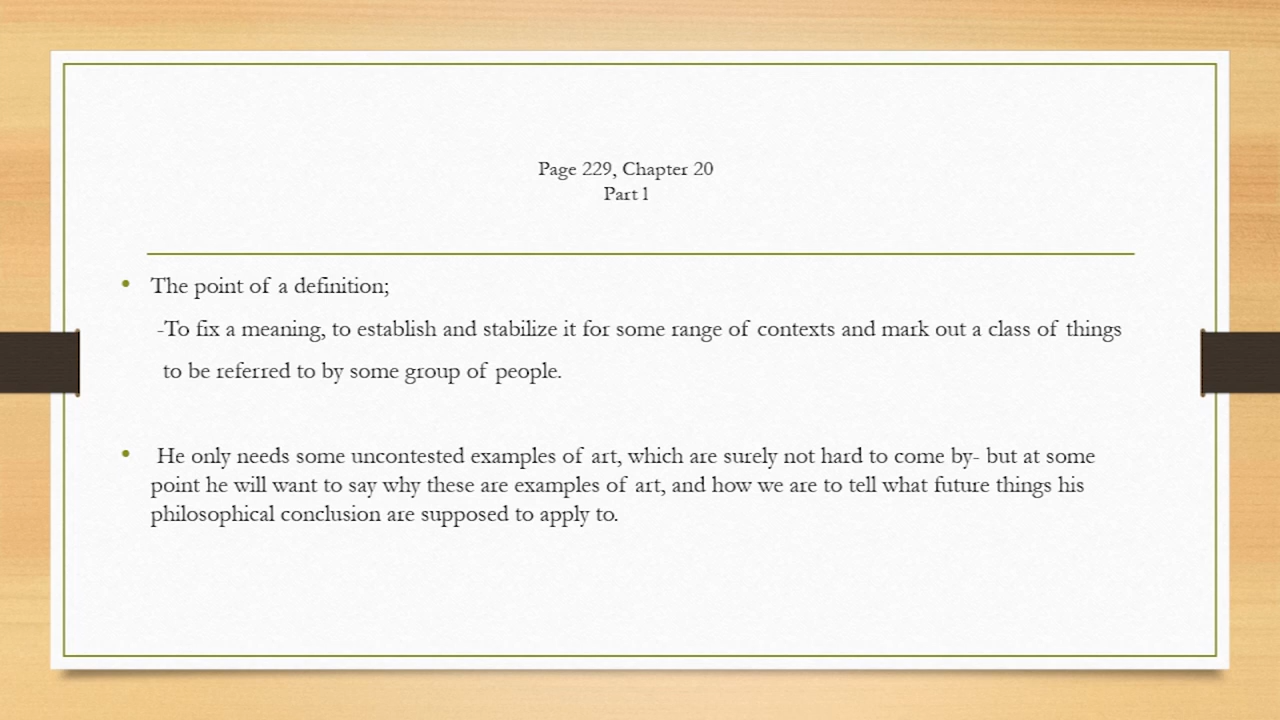 Page 229, Chapter 20
Part 1
• The point of a definition;
-To fix a meaning, to establish and stabilize it for some range of contexts and mark out a class of things
to be referred to by some group of people.
• He only needs some uncontested examples of art, which are surely not hard to come by- but at some
point he will want to say why these are examples of art, and how we are to tell what future things his
philosophical conclusion are supposed to apply to.